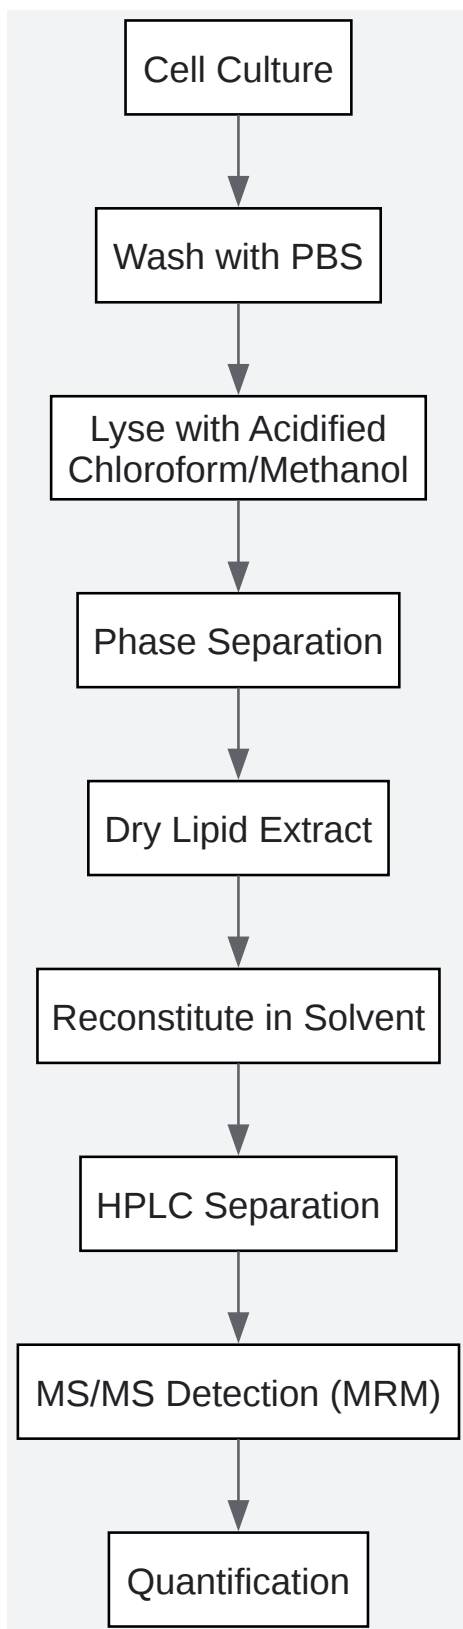 Cell Culture
Wash with PBS
Lyse with Acidified
Chloroform/Methanol
Phase Separation
Dry Lipid Extract
Reconstitute in Solvent
HPLC Separation
MS/MS Detection (MRM)
Quantification